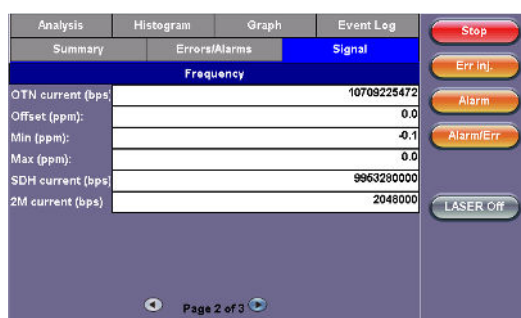 Analysis Histogram Graph Event Log
Summary Errors/Alarms Signal
Frequency
OTN current (bps) 10709225472
Offset (ppm): 0.0
Min (ppm): -0.1
Max (ppm): 0.0
SDH current (bps) 9953280000
2M current (bps) 2048000
Page 2 of 3
Stop
Err inj.
Alarm
Alarm/Err
LASER Off